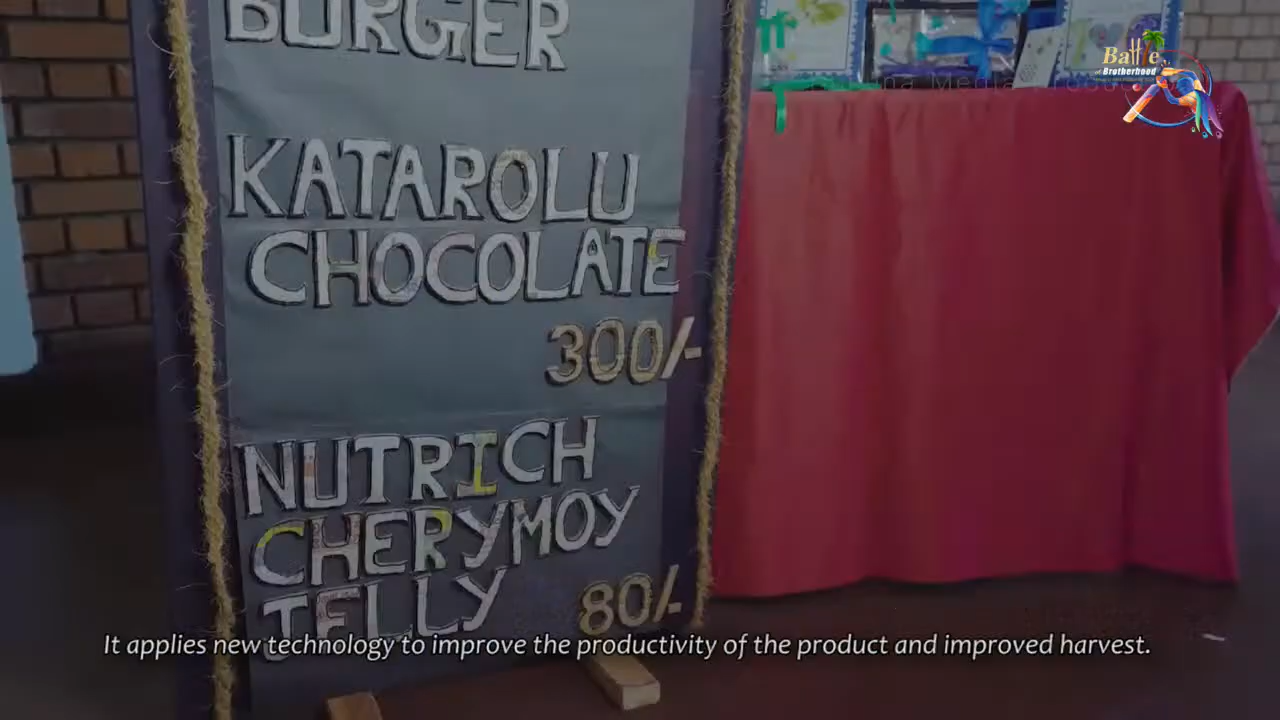 BURGER
KATAROLU
CHOCOLATE
300/-
NUTRICH
CHERYMOY
JELLY
80/-
Battle
of Brotherhood
It applies new technology to improve the productivity of the product and improved harvest.